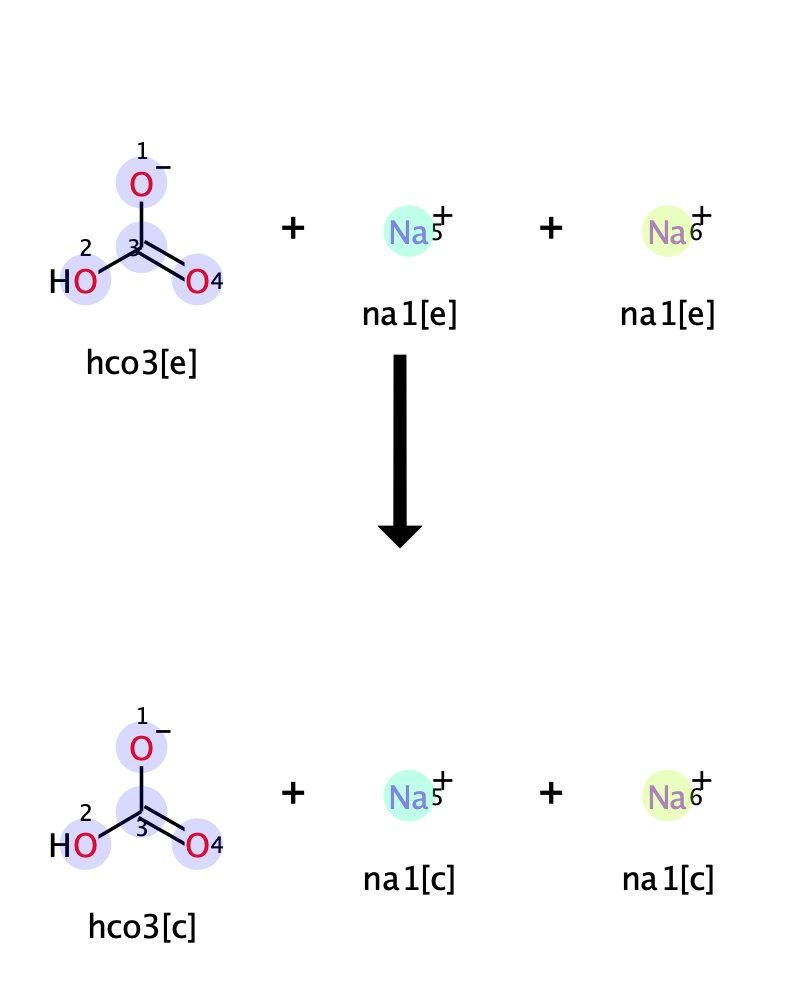 1
O−
2 3
HO O4 + Na5+ + Na6+
hco3[e] na1[e] na1[e]
1
O−
2 3
HO O4 + Na5+ + Na6+
hco3[c] na1[c] na1[c]